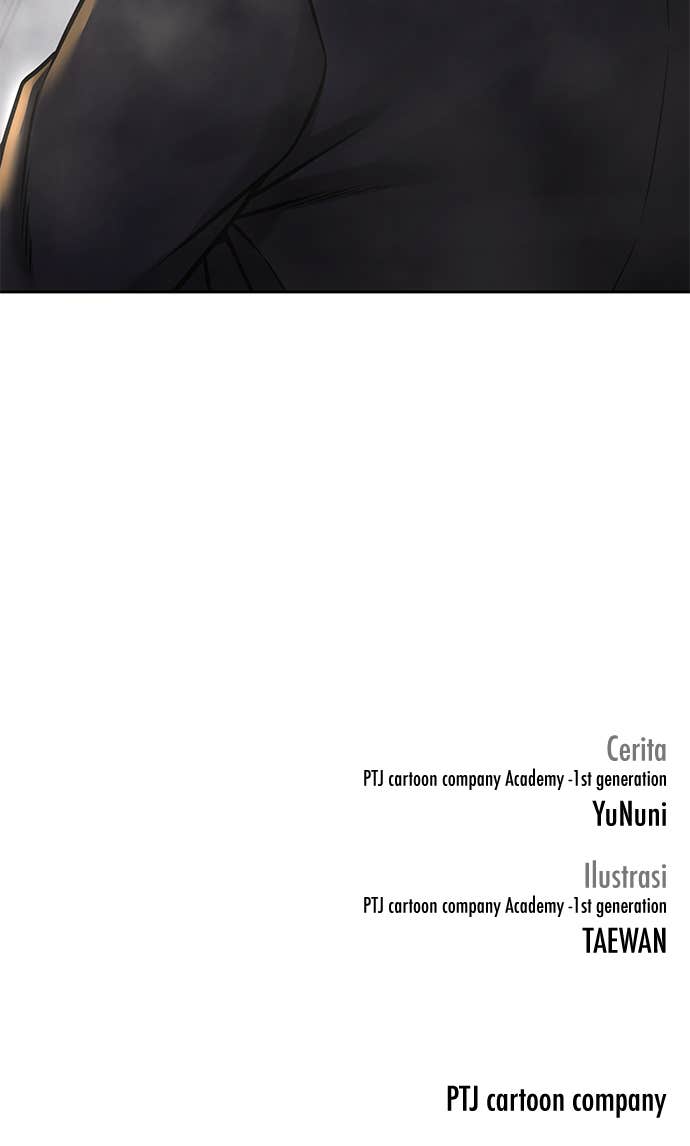 Cerita
PTJ cartoon company Academy -1st generation
YuNuni
Ilustrasi
PTJ cartoon company Academy -1st generation
TAEWAN
PTJ cartoon company